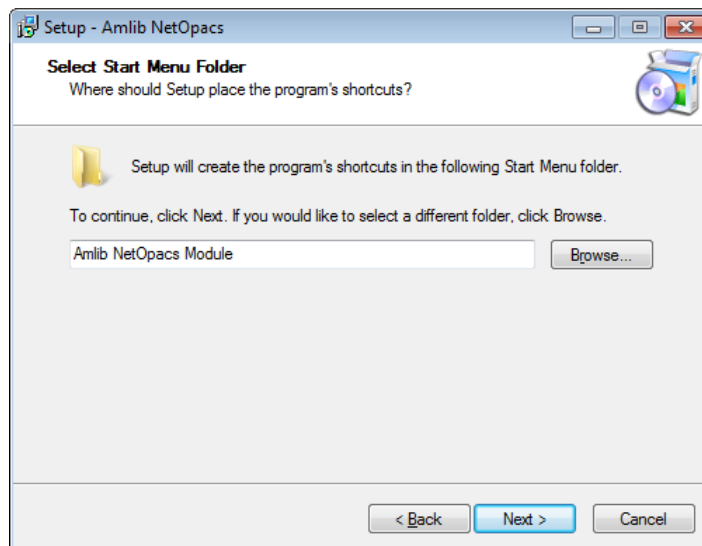 Setup - Amlib NetOpacs
Select Start Menu Folder
Where should Setup place the program's shortcuts?
Setup will create the program's shortcuts in the following Start Menu folder.
To continue, click Next. If you would like to select a different folder, click Browse.
Amlib NetOpacs Module
Browse...
< Back
Next >
Cancel